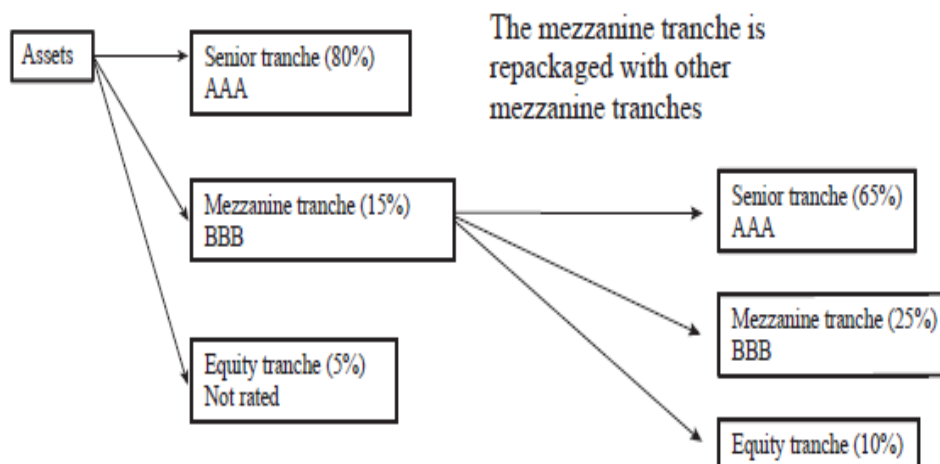 Assets
Senior tranche (80%)
AAA
The mezzanine tranche is
repackaged with other
mezzanine tranches
Mezzanine tranche (15%)
BBB
Equity tranche (5%)
Not rated
Senior tranche (65%)
AAA
Mezzanine tranche (25%)
BBB
Equity tranche (10%)